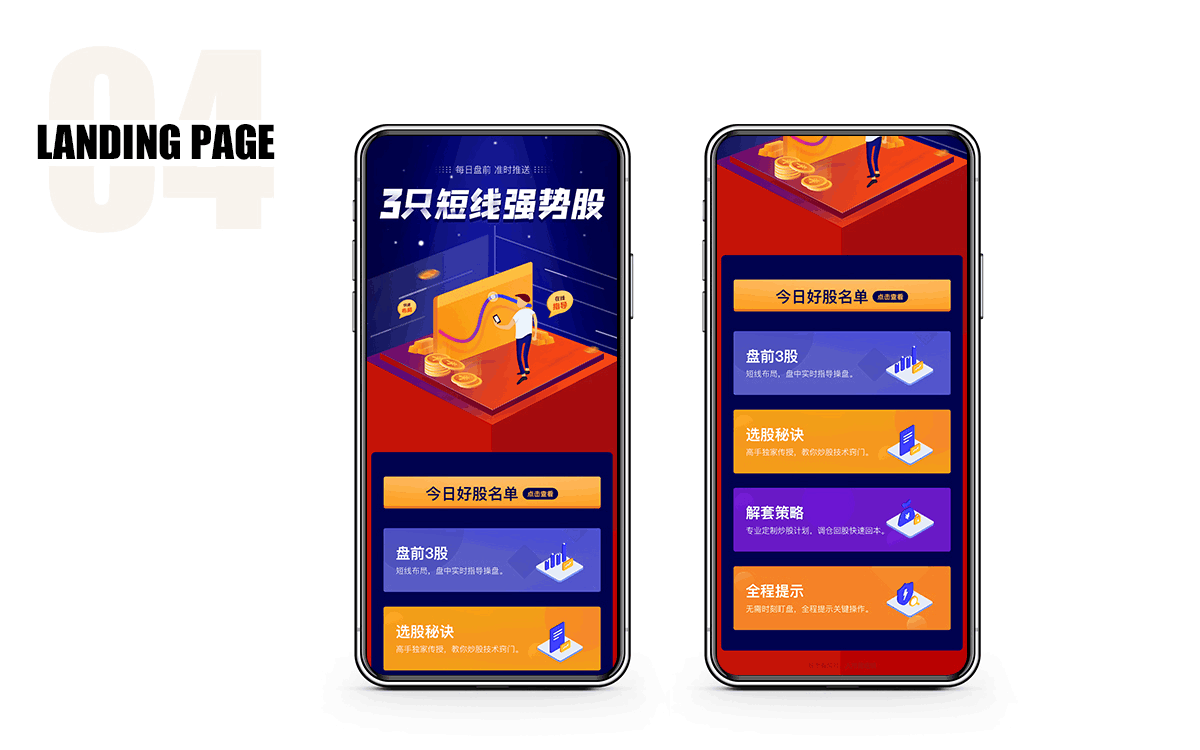 04
LANDING PAGE
每日盘前 准时推送
3只短线强势股
在线
指导
今日好股名单 点击查看
盘前3股
短线布局，盘中实时指导操盘。
选股秘诀
高手独家传授，教你炒股技术窍门。
今日好股名单 点击查看
盘前3股
短线布局，盘中实时指导操盘。
选股秘诀
高手独家传授，教你炒股技术窍门。
解套策略
专业定制炒股计划，调仓回股快速回本。
全程提示
无需时刻盯盘，全程提示关键操作。